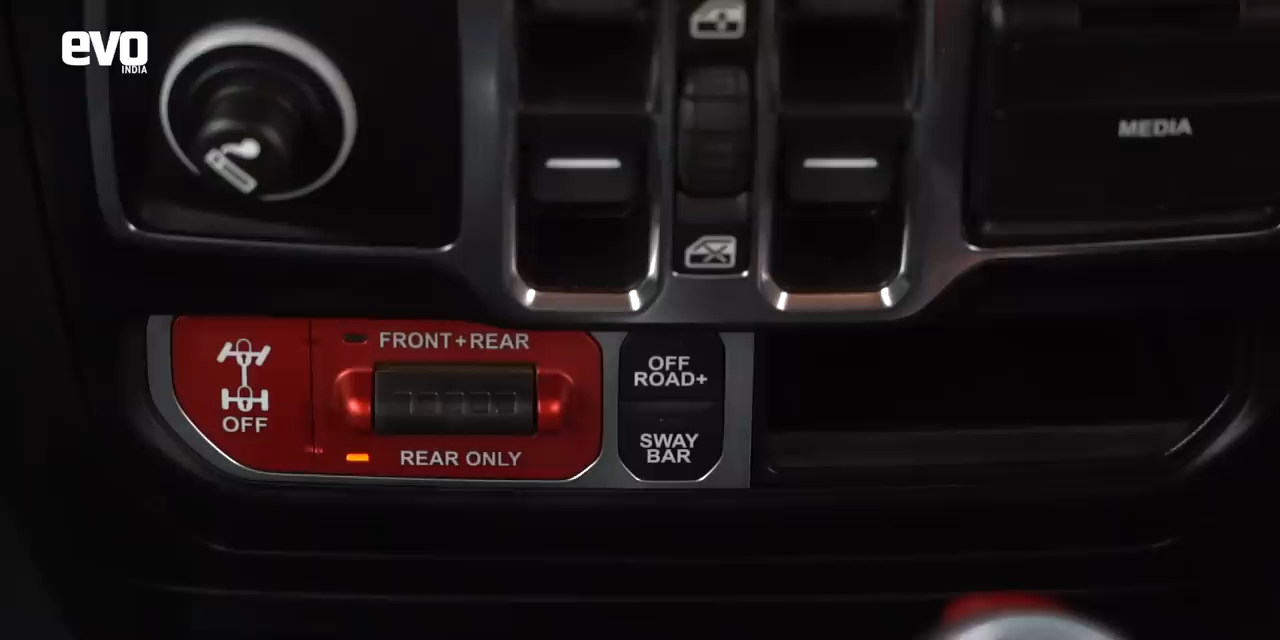 evo
INDIA
MEDIA
FRONT+REAR
OFF
REAR ONLY
OFF
ROAD+
SWAY
BAR